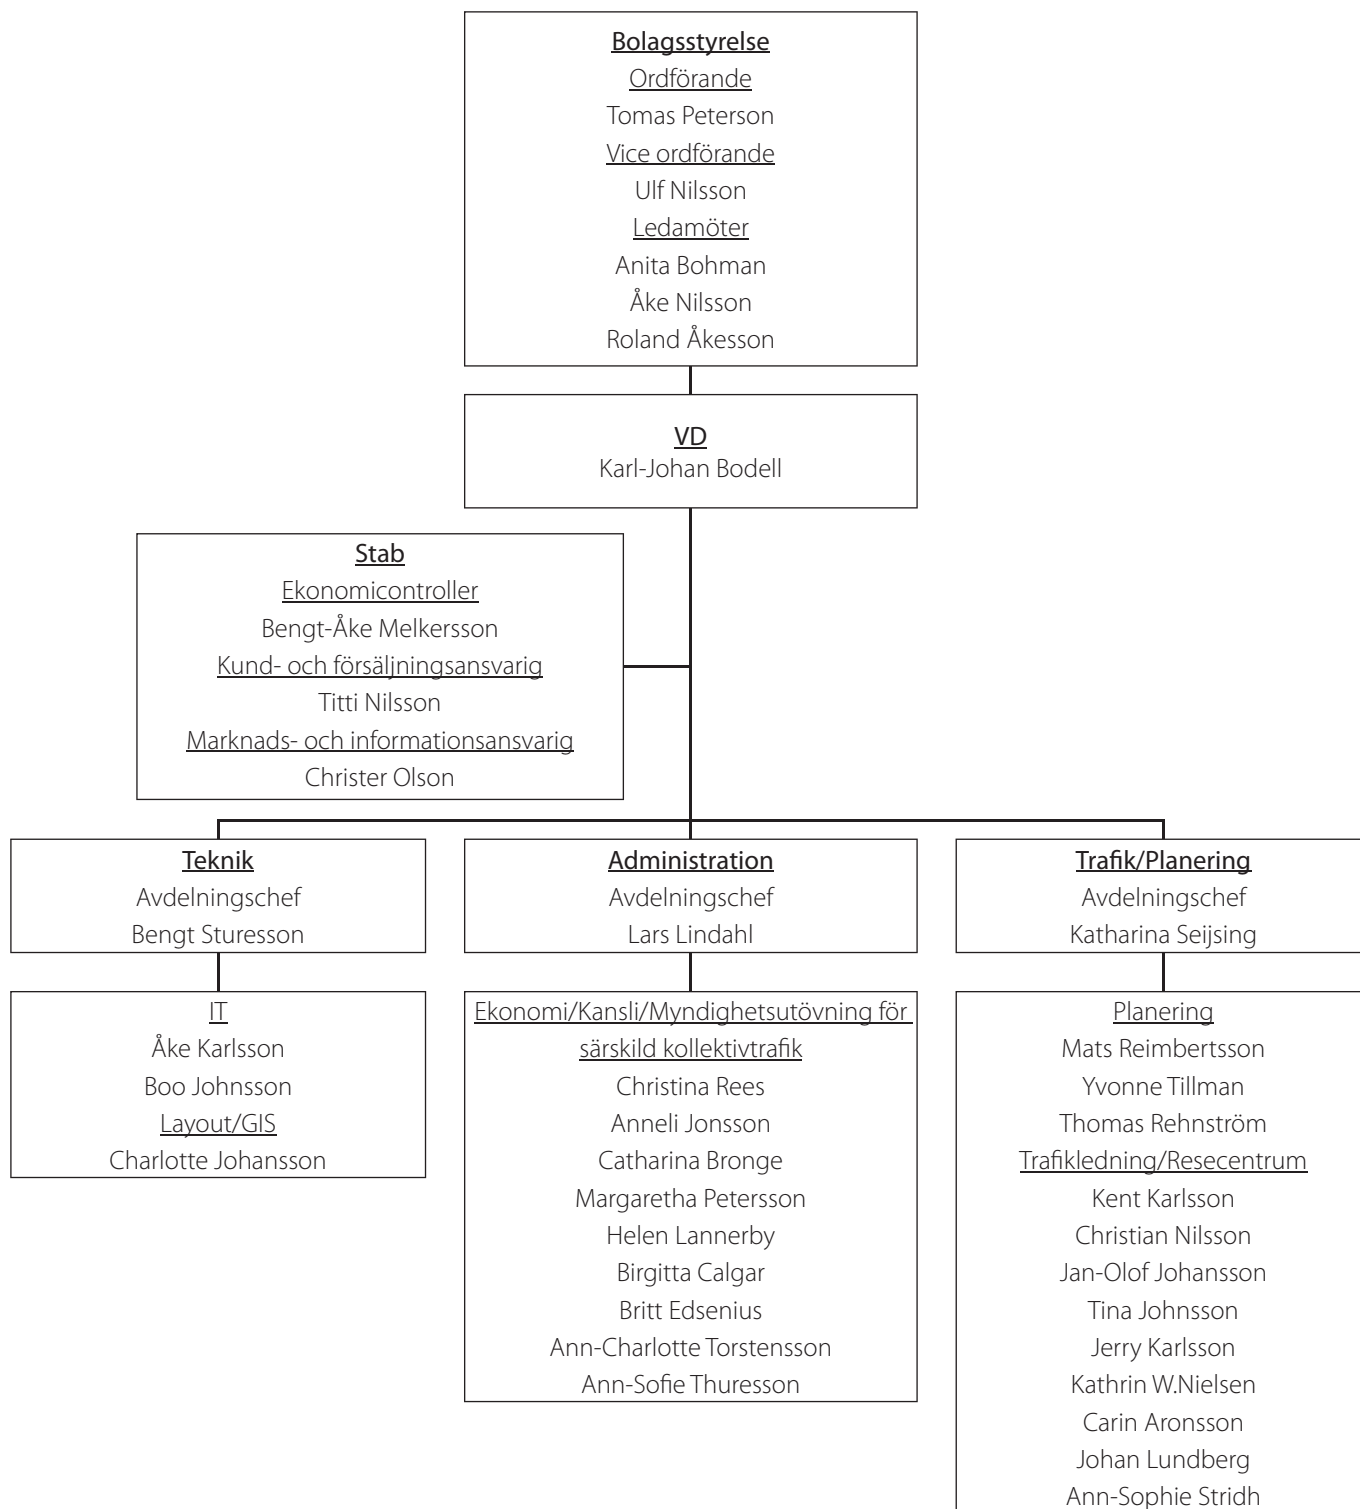 Bolagsstyrelse
Ordförande
Tomas Peterson
Vice ordförande
Ulf Nilsson
Ledamöter
Anita Bohman
Åke Nilsson
Roland Åkesson
VD
Karl-Johan Bodell
Stab
Ekonomicontroller
Bengt-Åke Melkersson
Kund- och försäljningsansvarig
Titti Nilsson
Marknads- och informationsansvarig
Christer Olson
Teknik
Avdelningschef
Bengt Sturesson
IT
Åke Karlsson
Boo Johnsson
Layout/GIS
Charlotte Johansson
Administration
Avdelningschef
Lars Lindahl
Ekonomi/Kansli/Myndighetsutövning för
särskild kollektivtrafik
Christina Rees
Anneli Jonsson
Catharina Bronge
Margaretha Petersson
Helen Lannerby
Birgitta Calgar
Britt Edsenius
Ann-Charlotte Torstensson
Ann-Sofie Thuresson
Trafik/Planering
Avdelningschef
Katharina Seijsing
Planering
Mats Reimbertsson
Yvonne Tillman
Thomas Rehnström
Trafikledning/Resecentrum
Kent Karlsson
Christian Nilsson
Jan-Olof Johansson
Tina Johnsson
Jerry Karlsson
Kathrin W.Nielsen
Carin Aronsson
Johan Lundberg
Ann-Sophie Stridh